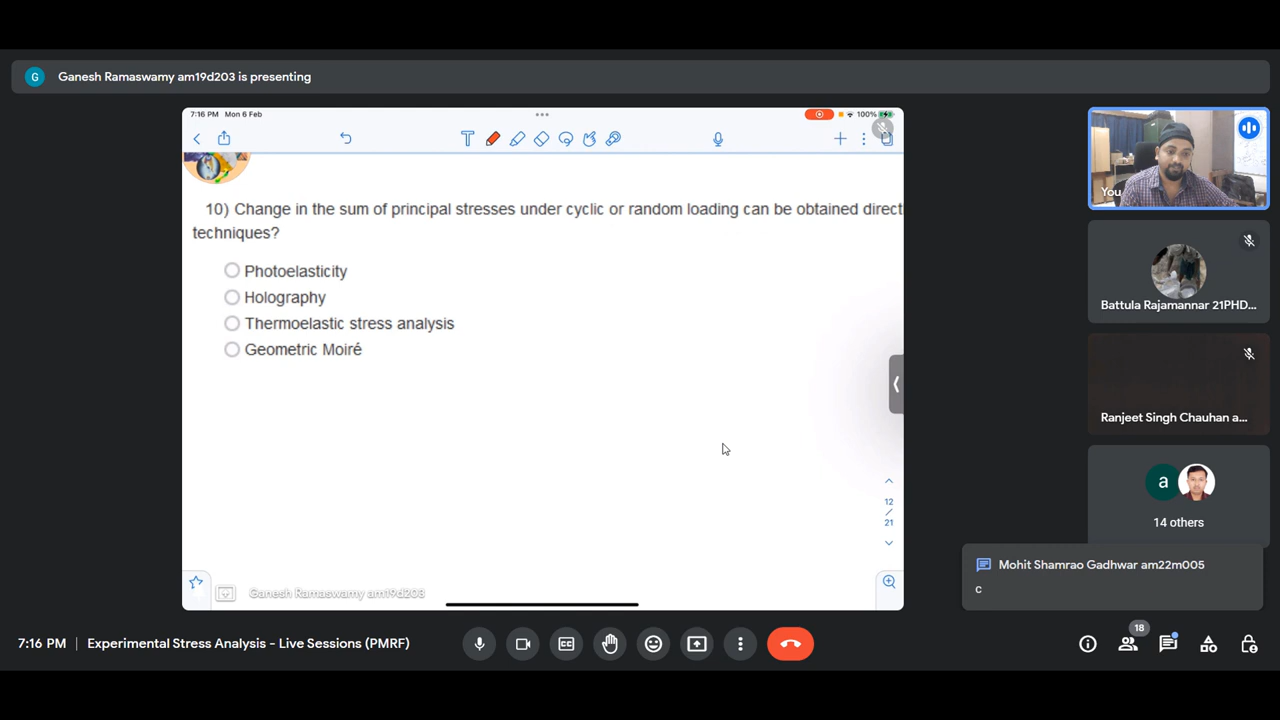 G Ganesh Ramaswamy am19d203 is presenting
7:16 PM Mon 6 Feb
100%
T
10) Change in the sum of principal stresses under cyclic or random loading can be obtained direct
techniques?
Photoelasticity
Holography
Thermoelastic stress analysis
Geometric Moiré
12
/
21
Ganesh Ramaswamy am19d203
You
Battula Rajamannar 21PHD...
Ranjeet Singh Chauhan a...
a
14 others
Mohit Shamrao Gadhwar am22m005
c
7:16 PM | Experimental Stress Analysis - Live Sessions (PMRF)
18